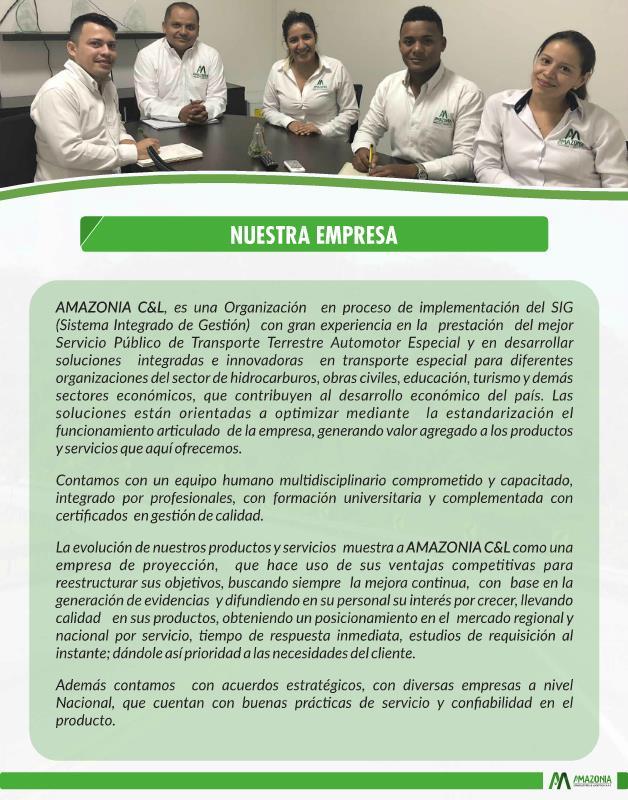 AMAZONIA
AMAZONIA
NUESTRA EMPRESA
AMAZONIA C&L, es una Organización en proceso de implementación del SIG
(Sistema Integrado de Gestión) con gran experiencia en la prestación del mejor
Servicio Público de Transporte Terrestre Automotor Especial y en desarrollar
soluciones integradas e innovadoras en transporte especial para diferentes
organizaciones del sector de hidrocarburos, obras civiles, educación, turismo y demás
sectores económicos, que contribuyen al desarrollo económico del país. Las
soluciones están orientadas a optimizar mediante la estandarización el
funcionamiento articulado de la empresa, generando valor agregado a los productos
y servicios que aquí ofrecemos.
Contamos con un equipo humano multidisciplinario comprometido y capacitado,
integrado por profesionales, con formación universitaria y complementada con
certificados en gestión de calidad.
La evolución de nuestros productos y servicios muestra a AMAZONIA C&L como una
empresa de proyección, que hace uso de sus ventajas competitivas para
reestructurar sus objetivos, buscando siempre la mejora continua, con base en la
generación de evidencias y difundiendo en su personal su interés por crecer, llevando
calidad en sus productos, obteniendo un posicionamiento en el mercado regional y
nacional por servicio, tiempo de respuesta inmediata, estudios de requisición al
instante; dándole así prioridad a las necesidades del cliente.
Además contamos con acuerdos estratégicos, con diversas empresas a nivel
Nacional, que cuentan con buenas prácticas de servicio y confiabilidad en el
producto.
AMAZONIA